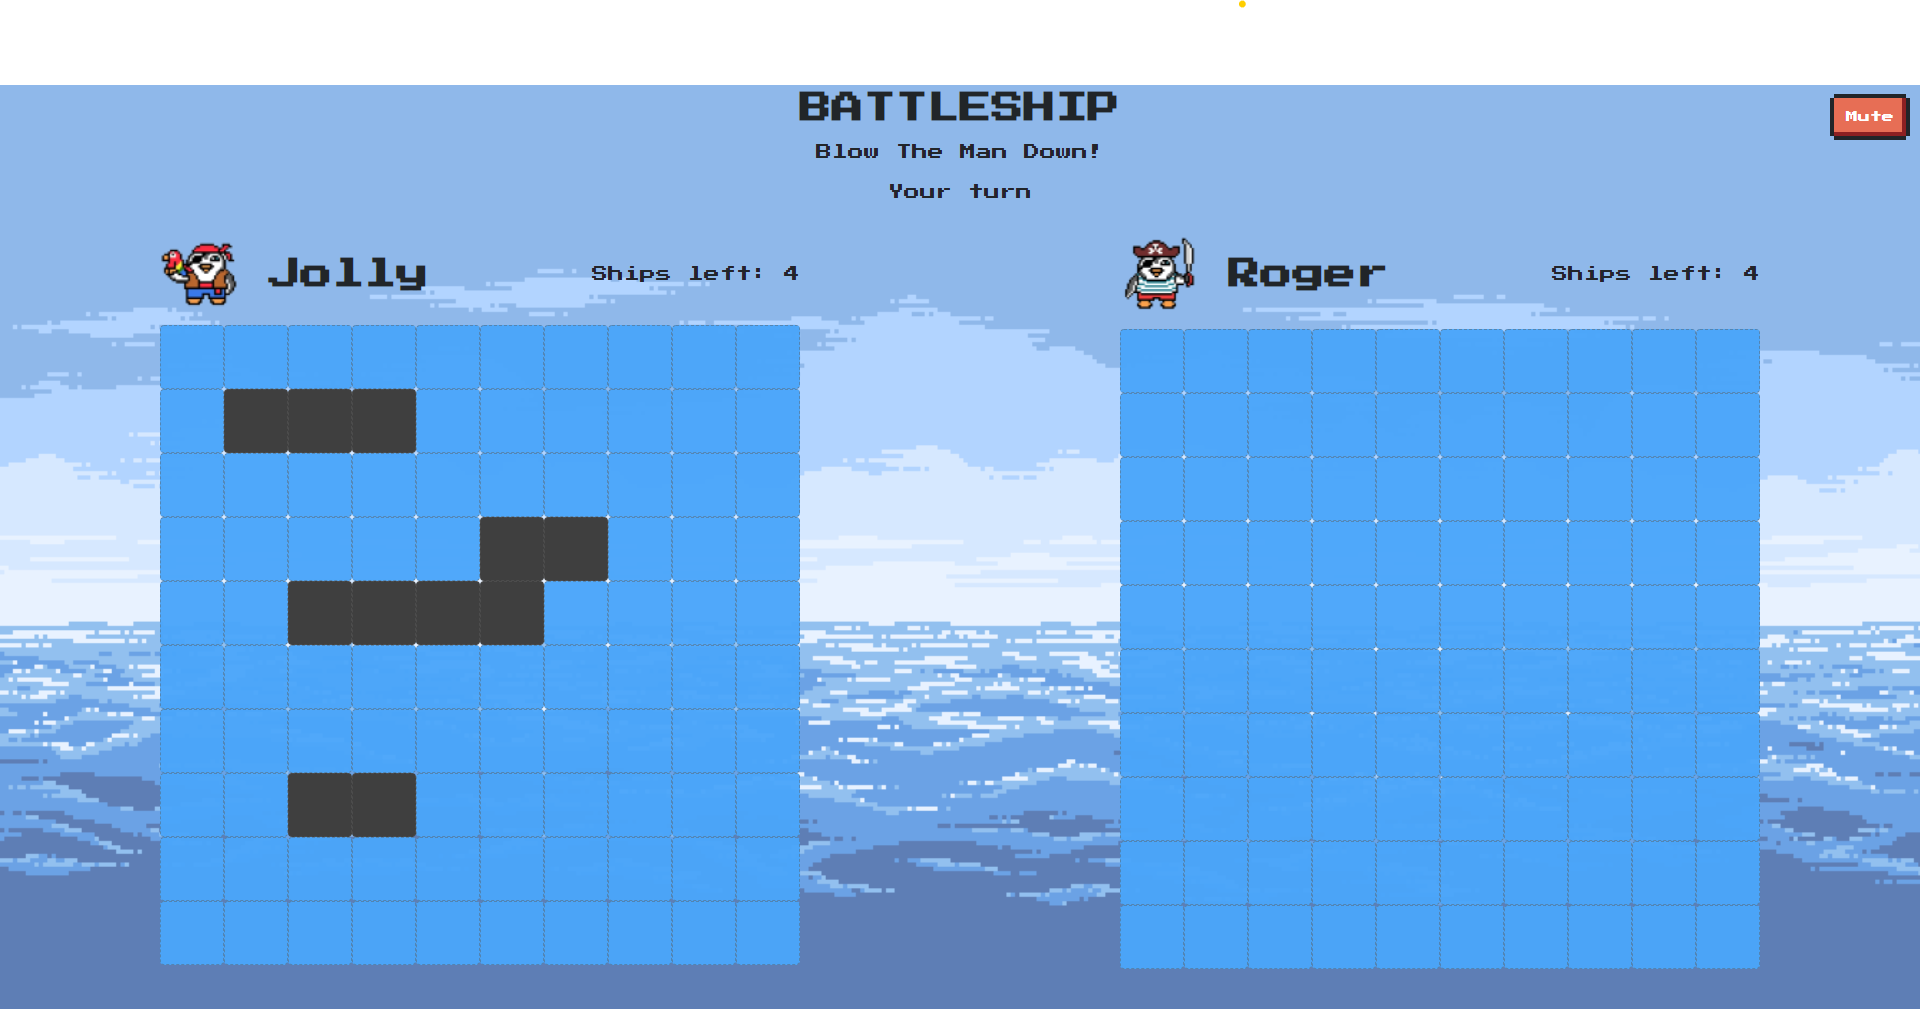 BATTLESHIP
Mute
Blow The Man Down!
Your turn
Jolly
Ships left: 4
Roger
Ships left: 4